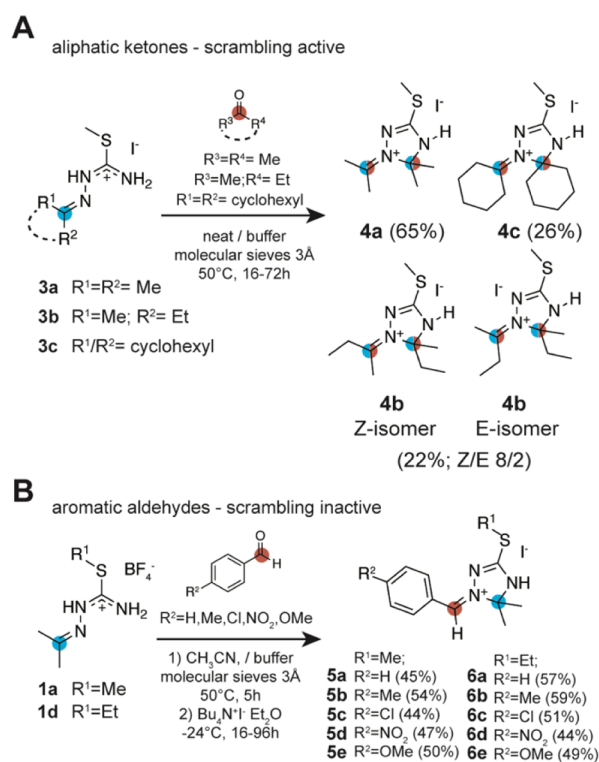 A
aliphatic ketones - scrambling active
S
I-
HN
NH2
N
R1
R2
3a R1=R2= Me
3b R1=Me; R2= Et
3c R1/R2= cyclohexyl
O
R3 R4
R3=R4= Me
R3=Me;R4= Et
R1=R2= cyclohexyl
neat / buffer
molecular sieves 3Å
50°C, 16-72h
S
I-
N
N-H
N+
4a (65%)
S
I-
N
N-H
N+
4c (26%)
S
I-
N
N-H
N+
4b
Z-isomer
S
I-
N
N-H
N+
4b
E-isomer
(22%; Z/E 8/2)
B
aromatic aldehydes - scrambling inactive
R1
S
BF4-
HN
NH2
N
1a R1=Me
1d R1=Et
O
H
R2
R2=H,Me,Cl,NO2,OMe
1) CH3CN, / buffer
molecular sieves 3Å
50°C, 5h
2) Bu4N+I- Et2O
-24°C, 16-96h
R1
S
I-
R2
N
NH
N+
H
R1=Me;
5a R2=H (45%)
5b R2=Me (54%)
5c R2=Cl (44%)
5d R2=NO2 (47%)
5e R2=OMe (50%)
R1=Et;
6a R2=H (57%)
6b R2=Me (59%)
6c R2=Cl (51%)
6d R2=NO2 (44%)
6e R2=OMe (49%)